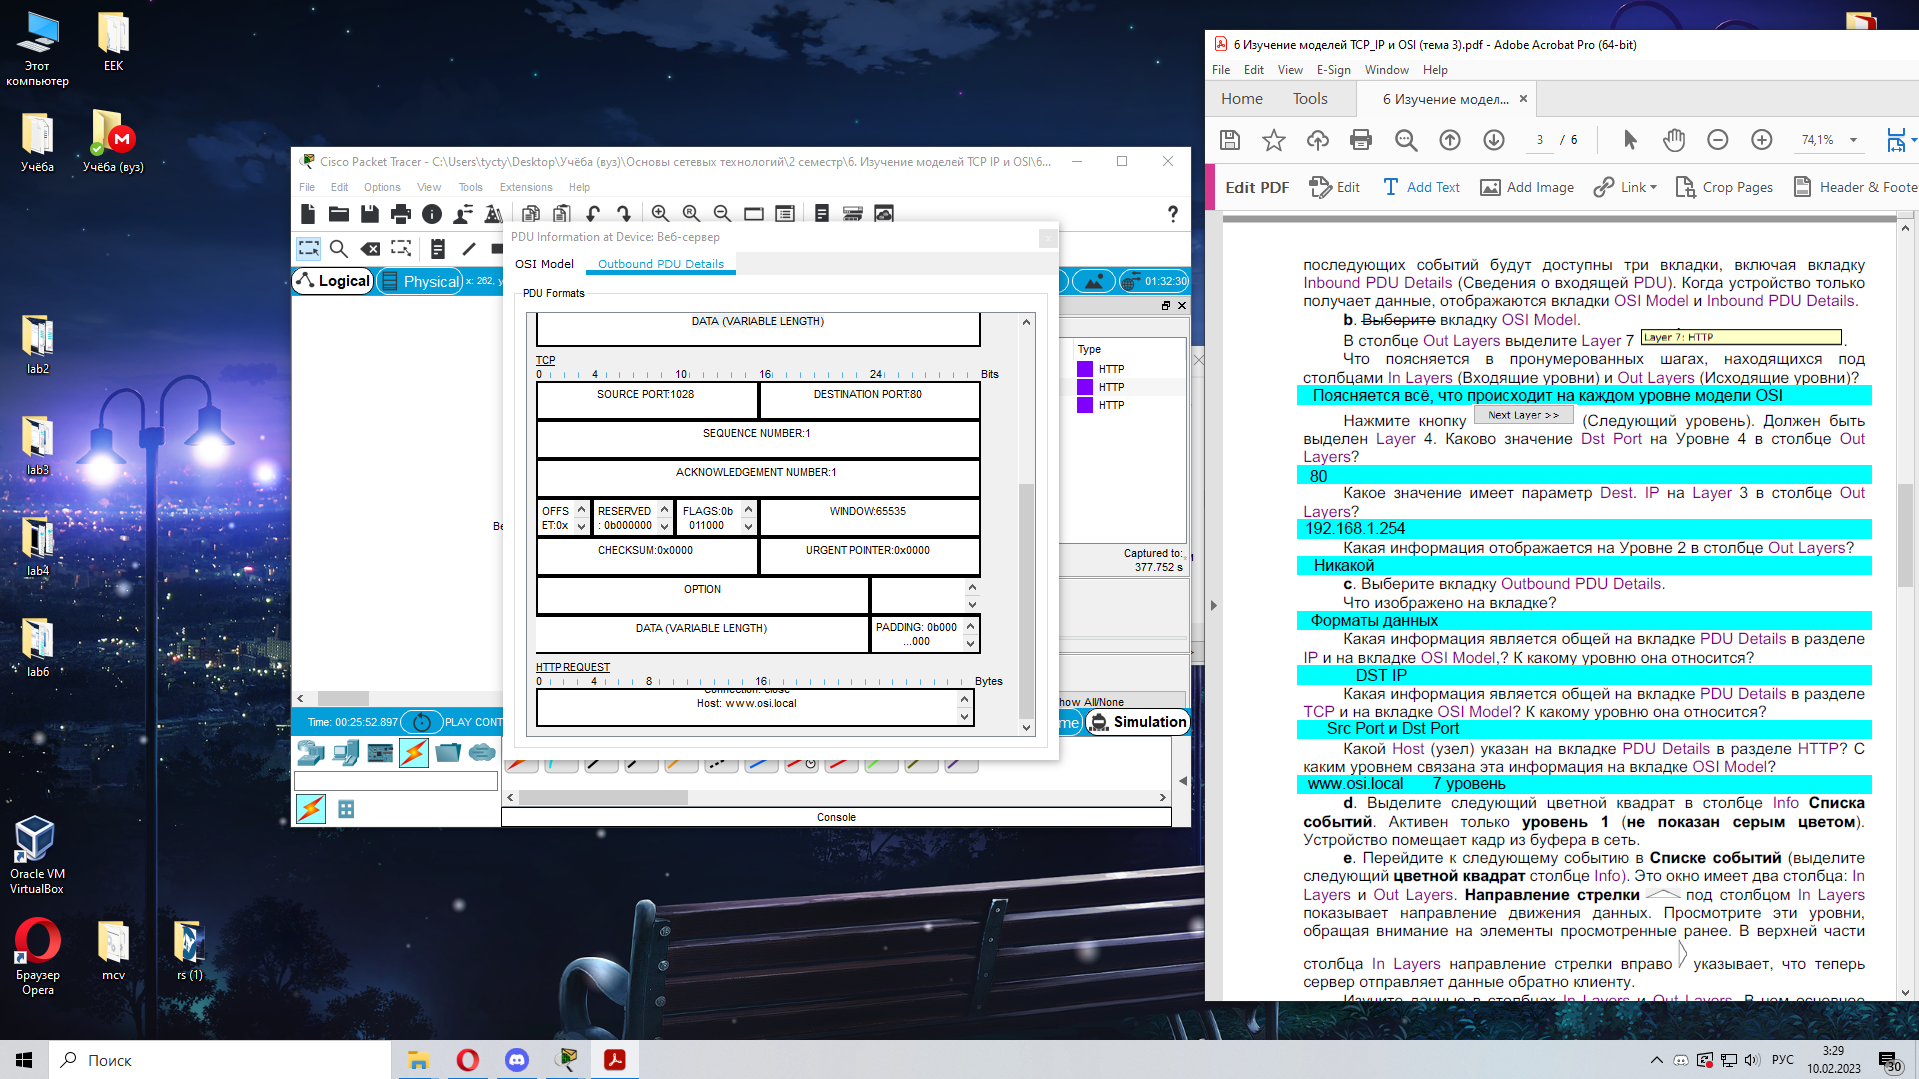 Этот компьютер
EEK
Учёба
Учёба (вуз)
lab2
lab3
lab4
lab6
Oracle VM VirtualBox
Браузер Opera
mcv
rs (1)
Cisco Packet Tracer - C:\Users\tycty\Desktop\Учёба (вуз)\Основы сетевых технологий\2 семестр\6. Изучение моделей TCP IP и OSI\6...
File Edit Options View Tools Extensions Help
Logical
Physical
x: 262, y
01:32:30
PDU Information at Device: Веб-сервер
OSI Model
Outbound PDU Details
PDU Formats
DATA (VARIABLE LENGTH)
TCP
0 4 10 16 24 Bits
SOURCE PORT:1028
DESTINATION PORT:80
SEQUENCE NUMBER:1
ACKNOWLEDGEMENT NUMBER:1
OFFS ET:0x
RESERVED : 0b000000
FLAGS:0b 011000
WINDOW:65535
CHECKSUM:0x0000
URGENT POINTER:0x0000
OPTION
DATA (VARIABLE LENGTH)
PADDING: 0b000 ...000
HTTP REQUEST
0 4 8 16 Bytes
Connection: close
Host: www.osi.local
Ве
Type
HTTP
HTTP
HTTP
Captured to:
377.752 s
how All/None
Time: 00:25:52.897
PLAY CONT
me
Simulation
Console
6 Изучение моделей TCP_IP и OSI (тема 3).pdf - Adobe Acrobat Pro (64-bit)
File Edit View E-Sign Window Help
Home Tools
6 Изучение модел... ×
3 / 6
74,1%
Edit PDF
Edit
Add Text
Add Image
Link
Crop Pages
Header & Foote
последующих событий будут доступны три вкладки, включая вкладку
Inbound PDU Details (Сведения о входящей PDU). Когда устройство только
получает данные, отображаются вкладки OSI Model и Inbound PDU Details.
b. Выберите вкладку OSI Model.
В столбце Out Layers выделите Layer 7 Layer 7: HTTP .
Что поясняется в пронумерованных шагах, находящихся под
столбцами In Layers (Входящие уровни) и Out Layers (Исходящие уровни)?
Поясняется всё, что происходит на каждом уровне модели OSI
Нажмите кнопку Next Layer >> (Следующий уровень). Должен быть
выделен Layer 4. Каково значение Dst Port на Уровне 4 в столбце Out
Layers?
80
Какое значение имеет параметр Dest. IP на Layer 3 в столбце Out
Layers?
192.168.1.254
Какая информация отображается на Уровне 2 в столбце Out Layers?
Никакой
c. Выберите вкладку Outbound PDU Details.
Что изображено на вкладке?
Форматы данных
Какая информация является общей на вкладке PDU Details в разделе
IP и на вкладке OSI Model,? К какому уровню она относится?
DST IP
Какая информация является общей на вкладке PDU Details в разделе
TCP и на вкладке OSI Model? К какому уровню она относится?
Src Port и Dst Port
Какой Host (узел) указан на вкладке PDU Details в разделе HTTP? С
каким уровнем связана эта информация на вкладке OSI Model?
www.osi.local 7 уровень
d. Выделите следующий цветной квадрат в столбце Info Списка
событий. Активен только уровень 1 (не показан серым цветом).
Устройство помещает кадр из буфера в сеть.
e. Перейдите к следующему событию в Списке событий (выделите
следующий цветной квадрат столбце Info). Это окно имеет два столбца: In
Layers и Out Layers. Направление стрелки под столбцом In Layers
показывает направление движения данных. Просмотрите эти уровни,
обращая внимание на элементы просмотренные ранее. В верхней части
столбца In Layers направление стрелки вправо указывает, что теперь
сервер отправляет данные обратно клиенту.
Изучите данные в столбцах In Layers и Out Layers. В чем основное
Поиск
РУС
3:29
10.02.2023
30